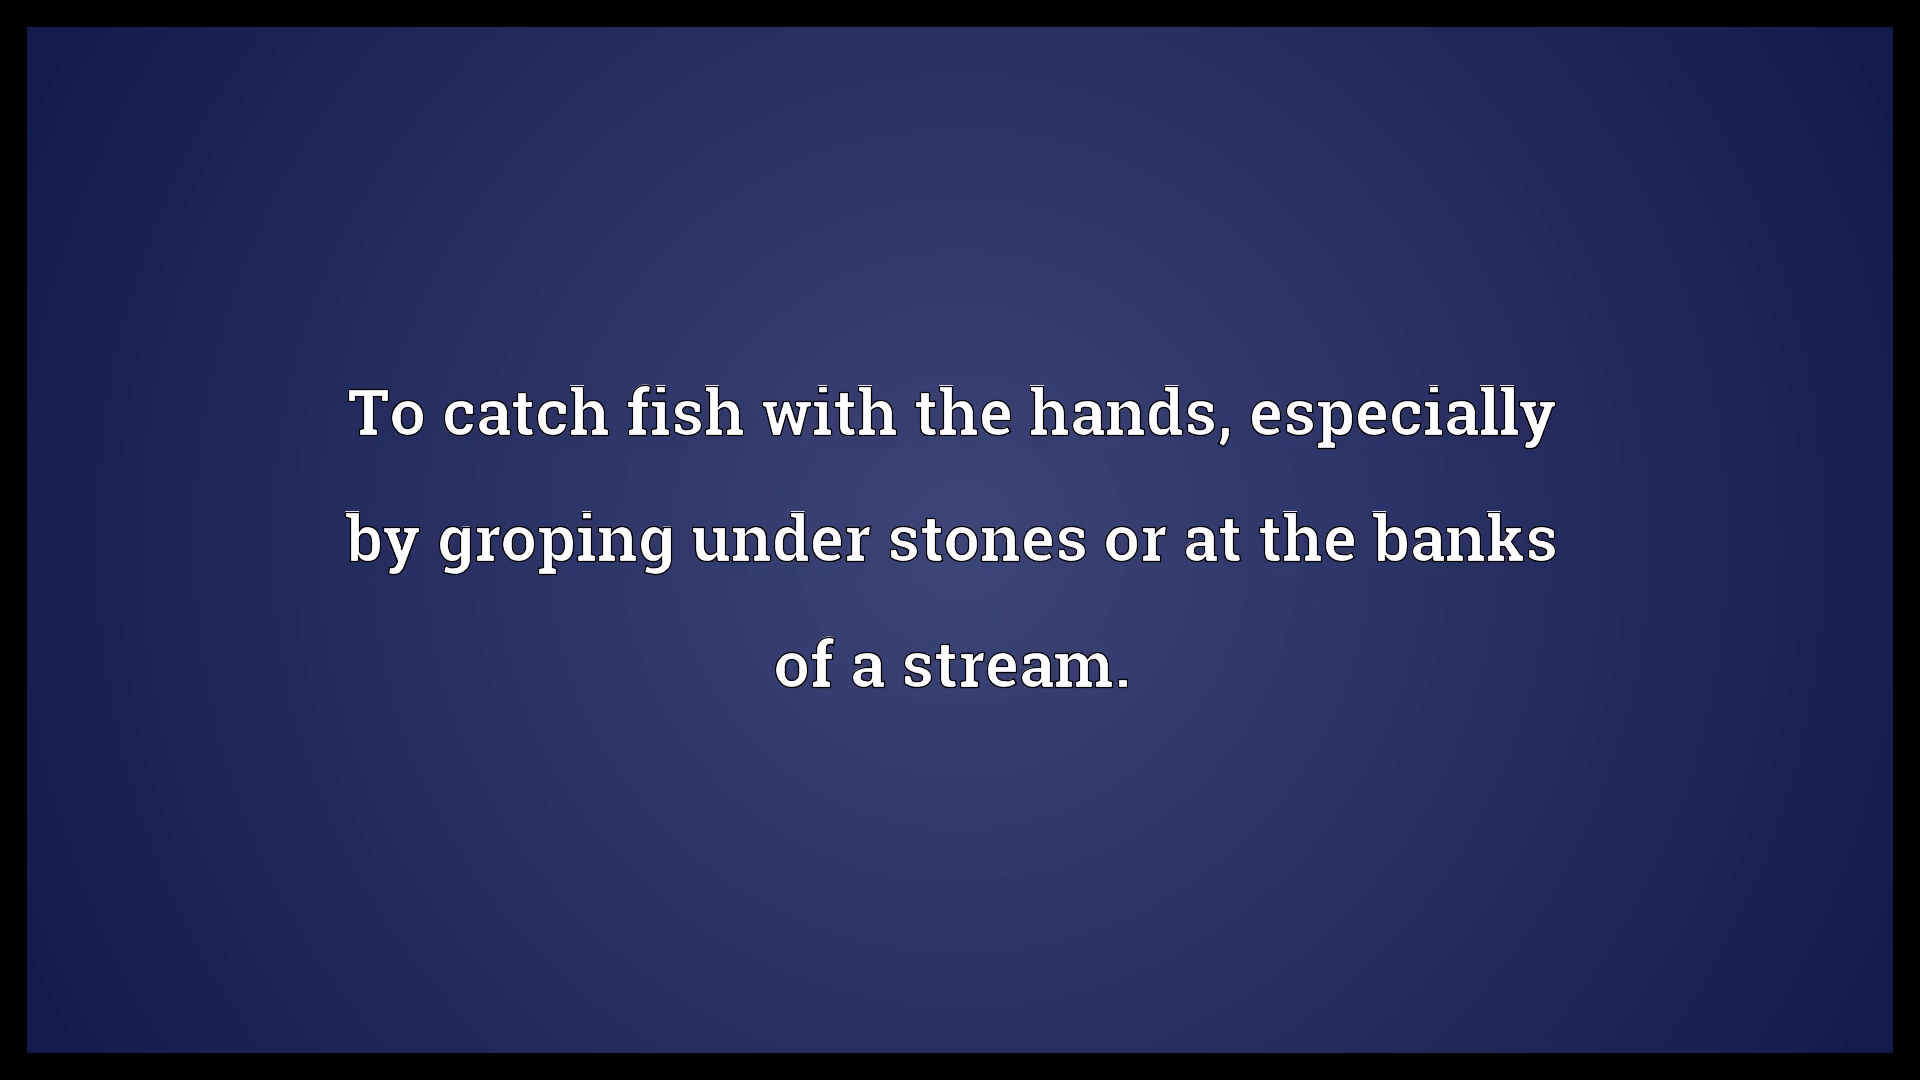 To catch fish with the hands, especially
by groping under stones or at the banks
of a stream.